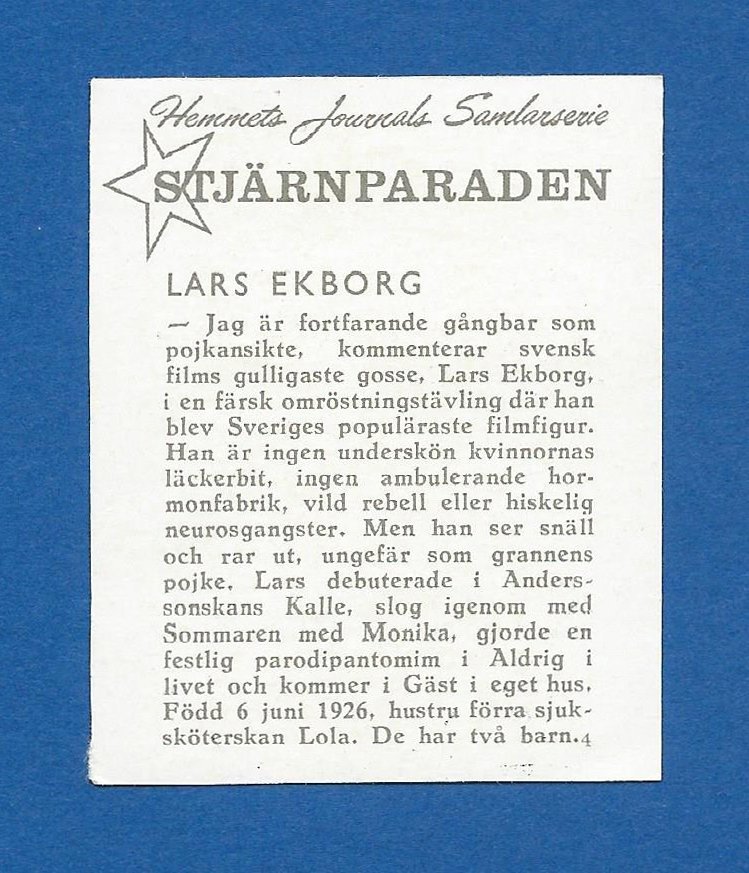 Hemmets Journals Samlarserie
STJÄRNPARADEN
LARS EKBORG
— Jag är fortfarande gångbar som
pojkansikte, kommenterar svensk
films gulligaste gosse, Lars Ekborg,
i en färsk omröstningstävling där han
blev Sveriges populäraste filmfigur.
Han är ingen underskön kvinnornas
läckerbit, ingen ambulerande hor-
monfabrik, vild rebell eller hiskelig
neurosgangster. Men han ser snäll
och rar ut, ungefär som grannens
pojke. Lars debuterade i Anders-
sonskans Kalle, slog igenom med
Sommaren med Monika, gjorde en
festlig parodipantomim i Aldrig i
livet och kommer i Gäst i eget hus.
Född 6 juni 1926, hustru förra sjuk-
sköterskan Lola. De har två barn. 4